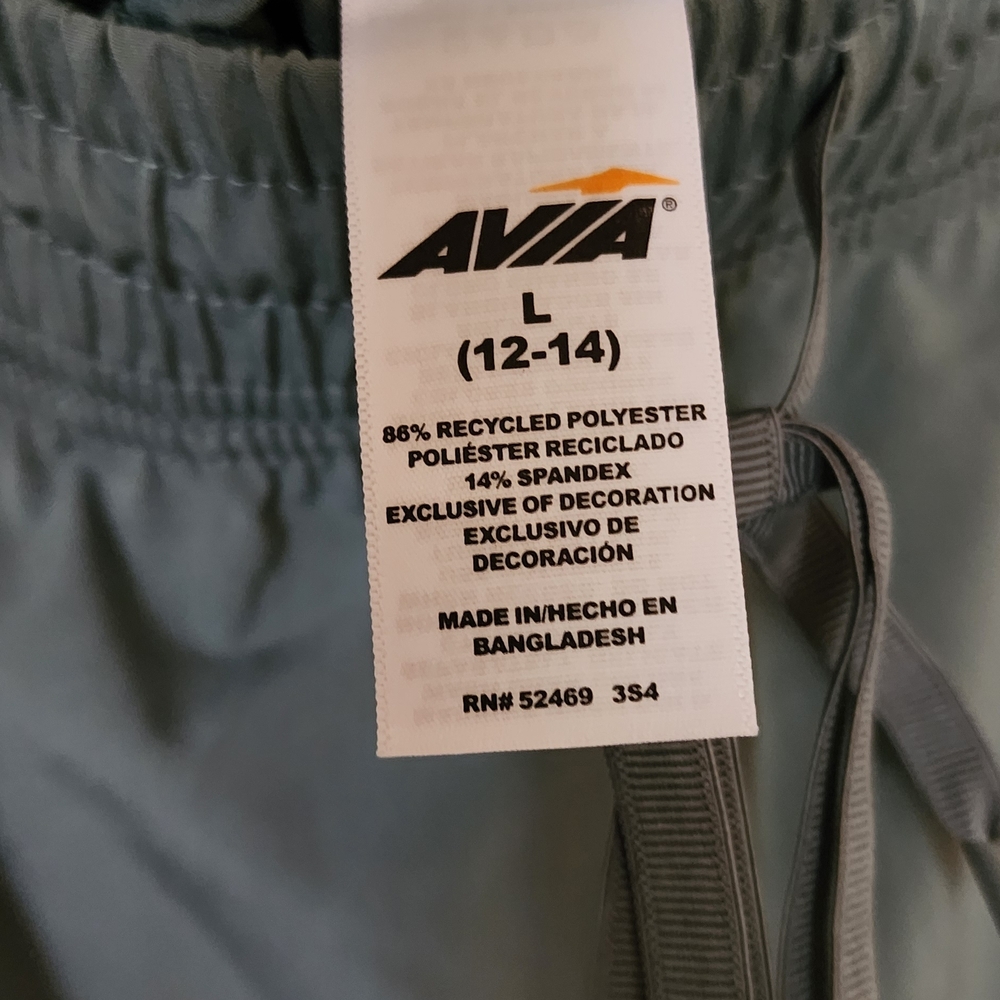 AVIA®
L
(12-14)
86% RECYCLED POLYESTER
POLIÉSTER RECICLADO
14% SPANDEX
EXCLUSIVE OF DECORATION
EXCLUSIVO DE
DECORACIÓN
MADE IN/HECHO EN
BANGLADESH
RN# 52469 3S4